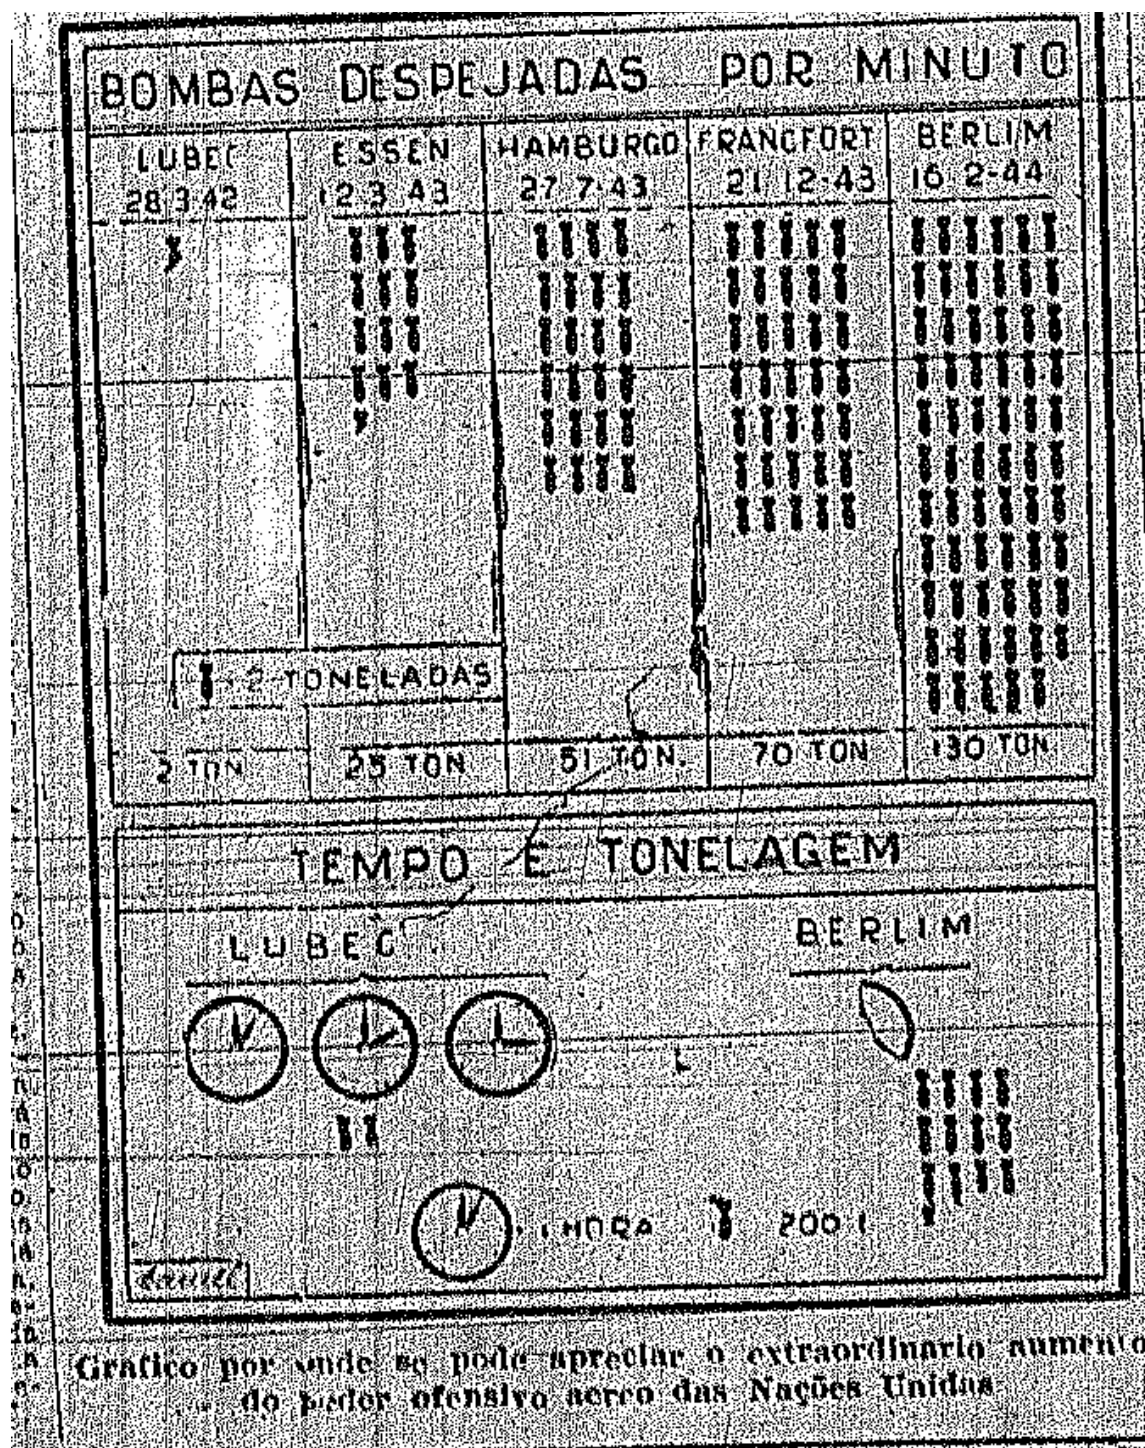 BOMBAS DESPEJADAS POR MINUTO
LUBEC ESSEN HAMBURGO FRANCFORT BERLIM
28.3.42 12.3.43 27.7.43 21.12-43 16.2-44
2 TONELADAS
2 TON 25 TON 51 TON. 70 TON 130 TON.
TEMPO E TONELAGEM
LUBEC BERLIM
1 HORA 200 t
Grafico por onde se pode apreciar o extraordinario aumento
do poder ofensivo aereo das Nações Unidas